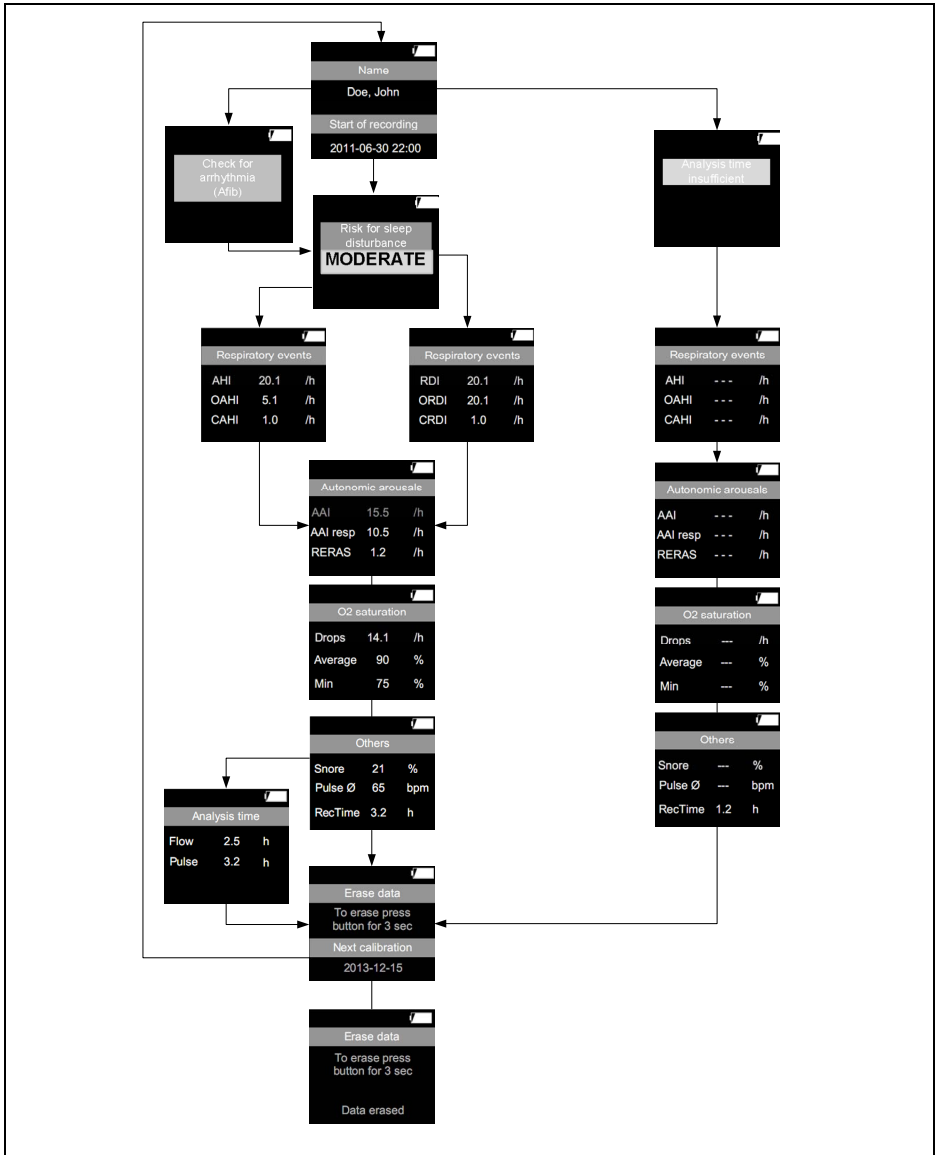 Name
Doe, John
Start of recording
2011-06-30 22:00
Check for
arrhythmia
(Afib)
Analysis time
insufficient
Risk for sleep
disturbance
MODERATE
Respiratory events
AHI 20.1 /h
OAHI 5.1 /h
CAHI 1.0 /h
Respiratory events
RDI 20.1 /h
ORDI 20.1 /h
CRDI 1.0 /h
Respiratory events
AHI - - - /h
OAHI - - - /h
CAHI - - - /h
Autonomic arousals
AAI 15.5 /h
AAI resp 10.5 /h
RERAS 1.2 /h
Autonomic arousals
AAI - - - /h
AAI resp - - - /h
RERAS - - - /h
O2 saturation
Drops 14.1 /h
Average 90 %
Min 75 %
O2 saturation
Drops --- /h
Average --- %
Min --- %
Others
Snore 21 %
Pulse Ø 65 bpm
RecTime 3.2 h
Others
Snore --- %
Pulse Ø --- bpm
RecTime 1.2 h
Analysis time
Flow 2.5 h
Pulse 3.2 h
Erase data
To erase press
button for 3 sec
Next calibration
2013-12-15
Erase data
To erase press
button for 3 sec
Data erased